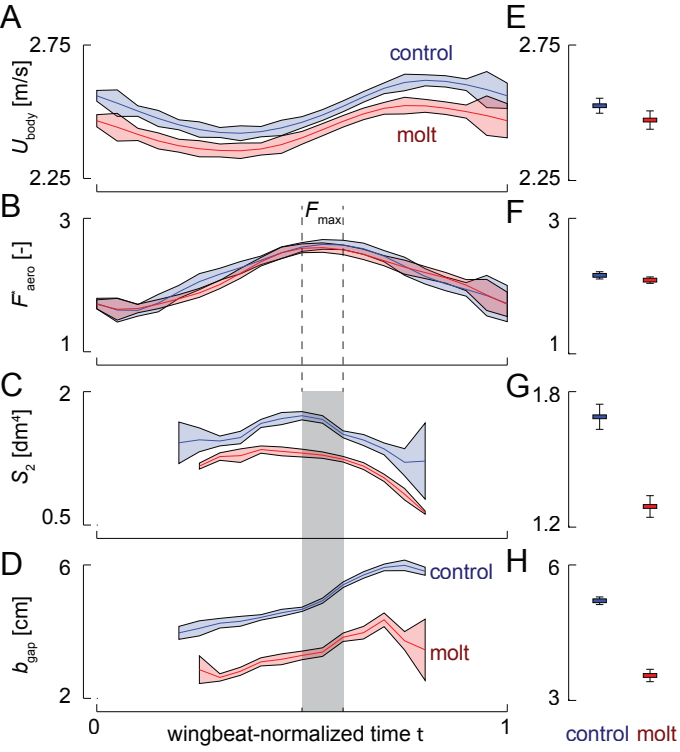 A
2.75
control
molt
U_body [m/s]
2.25
E
2.75
2.25
B
3
F_max
F*_aero [-]
1
F
3
1
C
2
S_2 [dm⁴]
0.5
G
1.8
1.2
D
6
control
b_gap [cm]
molt
2
H
6
3
0 wingbeat-normalized time t 1
control molt